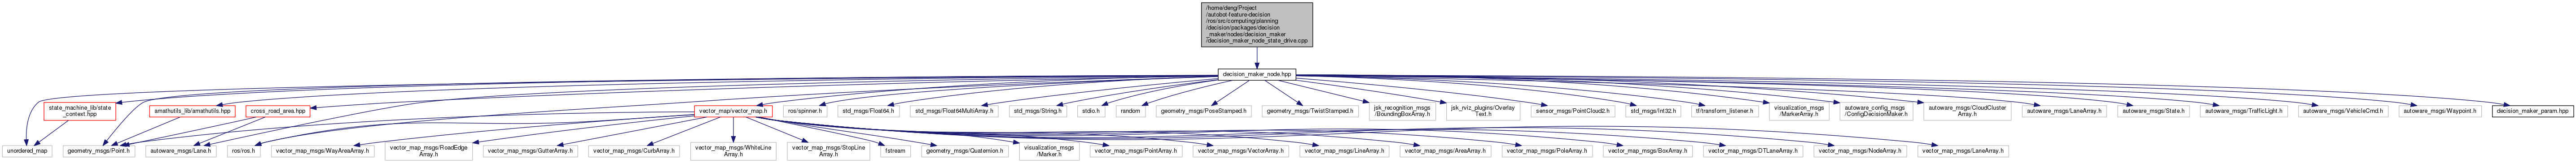 /home/deng/Project
/autobot-feature-decision
/ros/src/computing/planning
/decision/packages/decision
_maker/nodes/decision_maker
/decision_maker_node_state_drive.cpp
decision_maker_node.hpp
state_machine_lib/state
_context.hpp
amathutils_lib/amathutils.hpp
cross_road_area.hpp
vector_map/vector_map.h
ros/spinner.h
std_msgs/Float64.h
std_msgs/Float64MultiArray.h
std_msgs/String.h
stdio.h
random
geometry_msgs/PoseStamped.h
geometry_msgs/TwistStamped.h
jsk_recognition_msgs
/BoundingBoxArray.h
jsk_rviz_plugins/Overlay
Text.h
sensor_msgs/PointCloud2.h
std_msgs/Int32.h
tf/transform_listener.h
visualization_msgs
/MarkerArray.h
autoware_config_msgs
/ConfigDecisionMaker.h
autoware_msgs/CloudCluster
Array.h
autoware_msgs/LaneArray.h
autoware_msgs/State.h
autoware_msgs/TrafficLight.h
autoware_msgs/VehicleCmd.h
autoware_msgs/Waypoint.h
decision_maker_param.hpp
unordered_map
geometry_msgs/Point.h
autoware_msgs/Lane.h
ros/ros.h
vector_map_msgs/WayAreaArray.h
vector_map_msgs/RoadEdge
Array.h
vector_map_msgs/GutterArray.h
vector_map_msgs/CurbArray.h
vector_map_msgs/WhiteLine
Array.h
vector_map_msgs/StopLine
Array.h
fstream
geometry_msgs/Quaternion.h
visualization_msgs
/Marker.h
vector_map_msgs/PointArray.h
vector_map_msgs/VectorArray.h
vector_map_msgs/LineArray.h
vector_map_msgs/AreaArray.h
vector_map_msgs/PoleArray.h
vector_map_msgs/BoxArray.h
vector_map_msgs/DTLaneArray.h
vector_map_msgs/NodeArray.h
vector_map_msgs/LaneArray.h